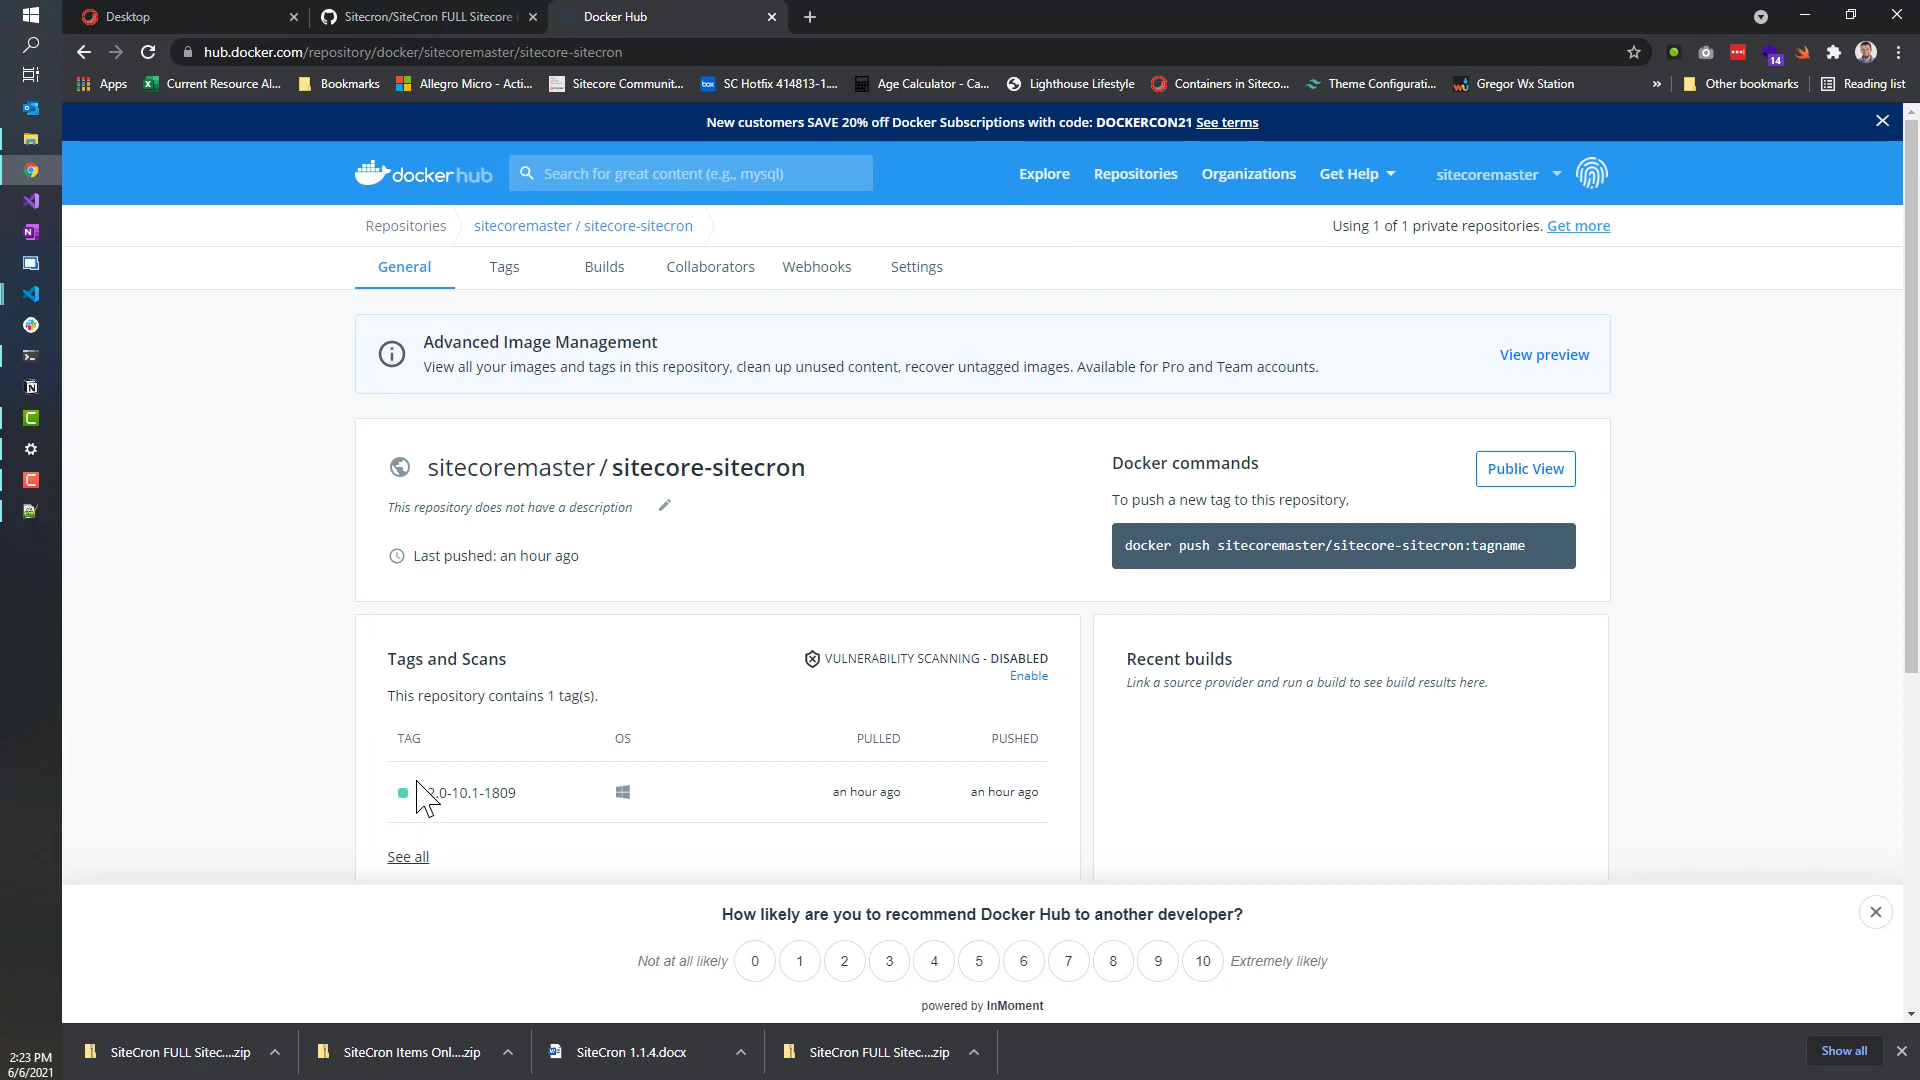 Desktop
Sitecron/SiteCron FULL Sitecore
Docker Hub
hub.docker.com/repository/docker/sitecoremaster/sitecore-sitecron
14
Apps
Current Resource Al...
Bookmarks
Allegro Micro - Acti...
Sitecore Communit...
SC Hotfix 414813-1....
Age Calculator - Ca...
Lighthouse Lifestyle
Containers in Siteco...
Theme Configurati...
Gregor Wx Station
»
Other bookmarks
Reading list
New customers SAVE 20% off Docker Subscriptions with code: DOCKERCON21 See terms
docker hub
Search for great content (e.g., mysql)
Explore
Repositories
Organizations
Get Help
sitecoremaster
Repositories
sitecoremaster / sitecore-sitecron
Using 1 of 1 private repositories. Get more
General
Tags
Builds
Collaborators
Webhooks
Settings
Advanced Image Management
View all your images and tags in this repository, clean up unused content, recover untagged images. Available for Pro and Team accounts.
View preview
sitecoremaster / sitecore-sitecron
This repository does not have a description
Last pushed: an hour ago
Docker commands
Public View
To push a new tag to this repository,
docker push sitecoremaster/sitecore-sitecron:tagname
Tags and Scans
VULNERABILITY SCANNING - DISABLED
Enable
This repository contains 1 tag(s).
TAG
OS
PULLED
PUSHED
.0-10.1-1809
an hour ago
an hour ago
See all
Recent builds
Link a source provider and run a build to see build results here.
How likely are you to recommend Docker Hub to another developer?
Not at all likely
0
1
2
3
4
5
6
7
8
9
10
Extremely likely
powered by InMoment
SiteCron FULL Sitec....zip
SiteCron Items Onl....zip
SiteCron 1.1.4.docx
SiteCron FULL Sitec....zip
Show all
2:23 PM
6/6/2021